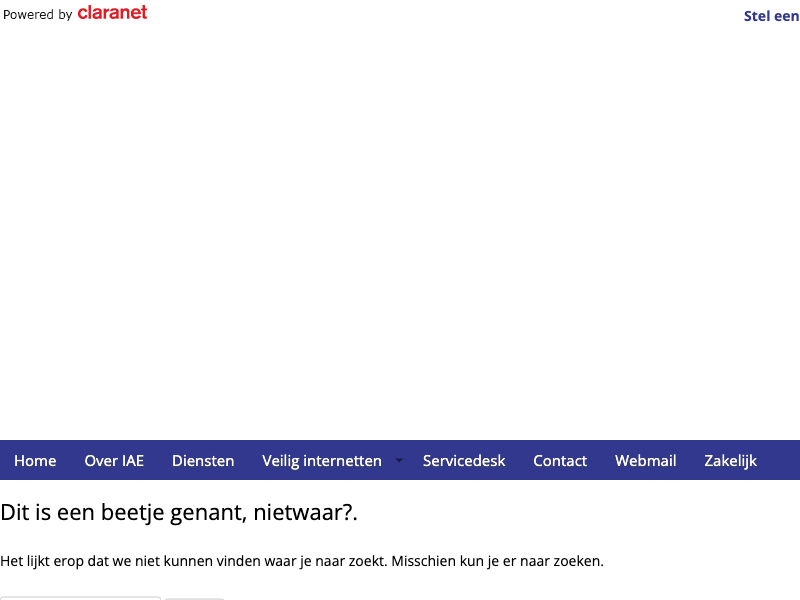 Powered by claranet
Stel een
Home Over IAE Diensten Veilig internetten Servicedesk Contact Webmail Zakelijk
Dit is een beetje genant, nietwaar?.
Het lijkt erop dat we niet kunnen vinden waar je naar zoekt. Misschien kun je er naar zoeken.